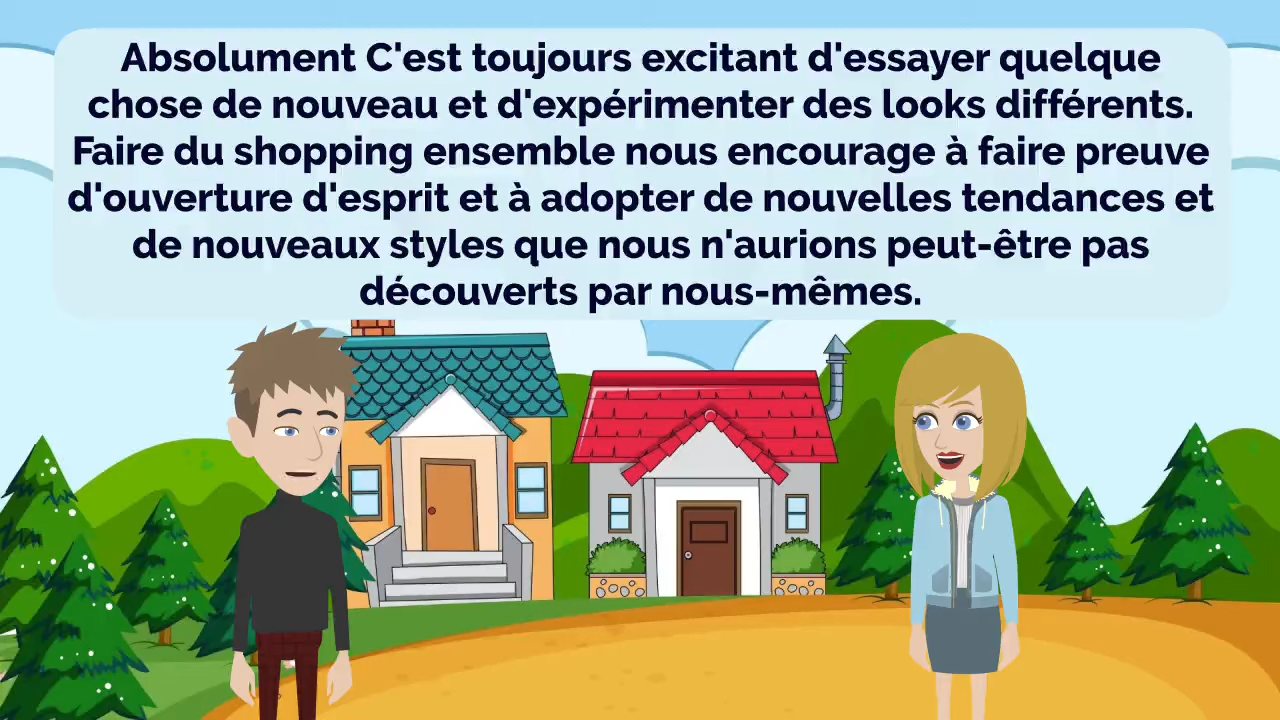 Absolument C'est toujours excitant d'essayer quelque
chose de nouveau et d'expérimenter des looks différents.
Faire du shopping ensemble nous encourage à faire preuve
d'ouverture d'esprit et à adopter de nouvelles tendances et
de nouveaux styles que nous n'aurions peut-être pas
découverts par nous-mêmes.